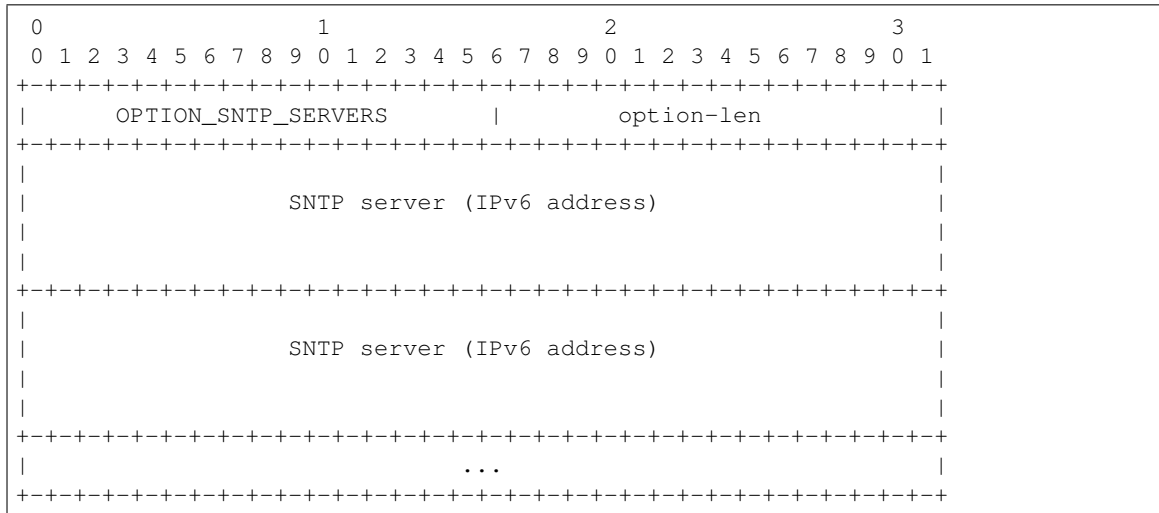 0                   1                   2                   3
 0 1 2 3 4 5 6 7 8 9 0 1 2 3 4 5 6 7 8 9 0 1 2 3 4 5 6 7 8 9 0 1
+-+-+-+-+-+-+-+-+-+-+-+-+-+-+-+-+-+-+-+-+-+-+-+-+-+-+-+-+-+-+-+-+
|      OPTION_SNTP_SERVERS       |        option-len              |
+-+-+-+-+-+-+-+-+-+-+-+-+-+-+-+-+-+-+-+-+-+-+-+-+-+-+-+-+-+-+-+-+
|                                                               |
|                  SNTP server (IPv6 address)                   |
|                                                               |
|                                                               |
+-+-+-+-+-+-+-+-+-+-+-+-+-+-+-+-+-+-+-+-+-+-+-+-+-+-+-+-+-+-+-+-+
|                                                               |
|                  SNTP server (IPv6 address)                   |
|                                                               |
|                                                               |
+-+-+-+-+-+-+-+-+-+-+-+-+-+-+-+-+-+-+-+-+-+-+-+-+-+-+-+-+-+-+-+-+
|                              ...                              |
+-+-+-+-+-+-+-+-+-+-+-+-+-+-+-+-+-+-+-+-+-+-+-+-+-+-+-+-+-+-+-+-+